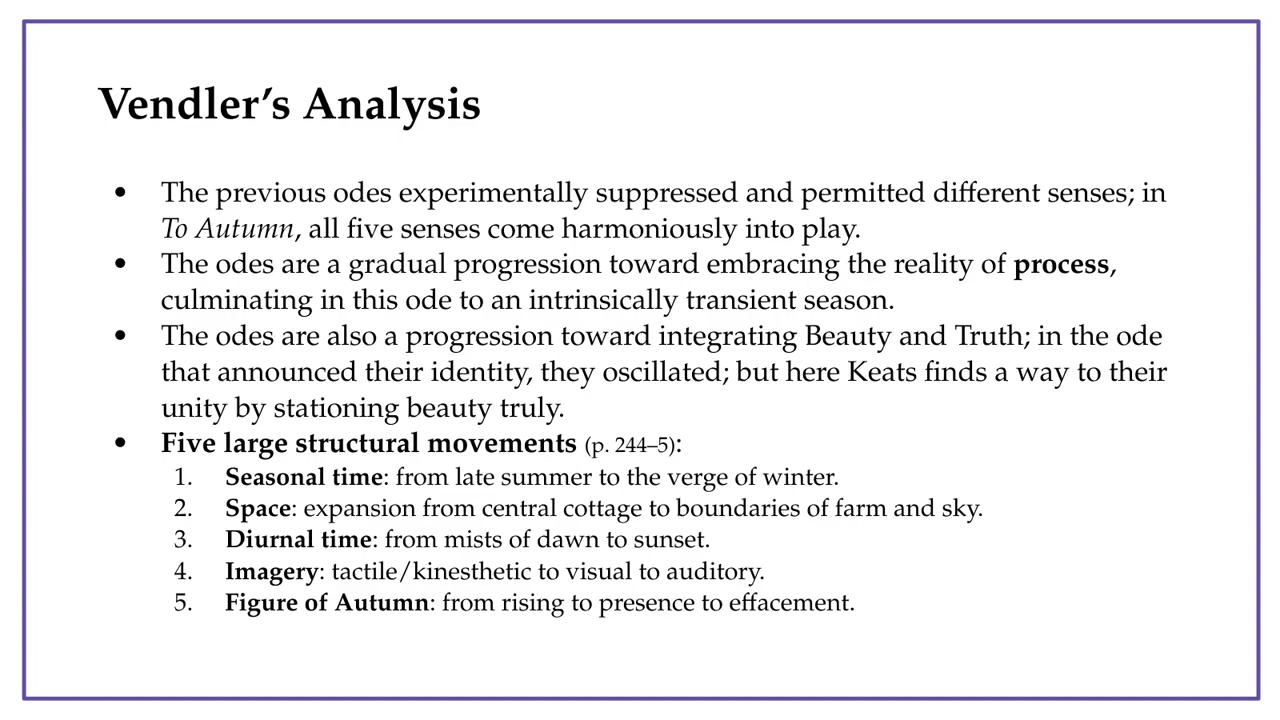 Vendler’s Analysis
• The previous odes experimentally suppressed and permitted different senses; in
To Autumn, all five senses come harmoniously into play.
• The odes are a gradual progression toward embracing the reality of process,
culminating in this ode to an intrinsically transient season.
• The odes are also a progression toward integrating Beauty and Truth; in the ode
that announced their identity, they oscillated; but here Keats finds a way to their
unity by stationing beauty truly.
• Five large structural movements (p. 244–5):
1. Seasonal time: from late summer to the verge of winter.
2. Space: expansion from central cottage to boundaries of farm and sky.
3. Diurnal time: from mists of dawn to sunset.
4. Imagery: tactile/kinesthetic to visual to auditory.
5. Figure of Autumn: from rising to presence to effacement.